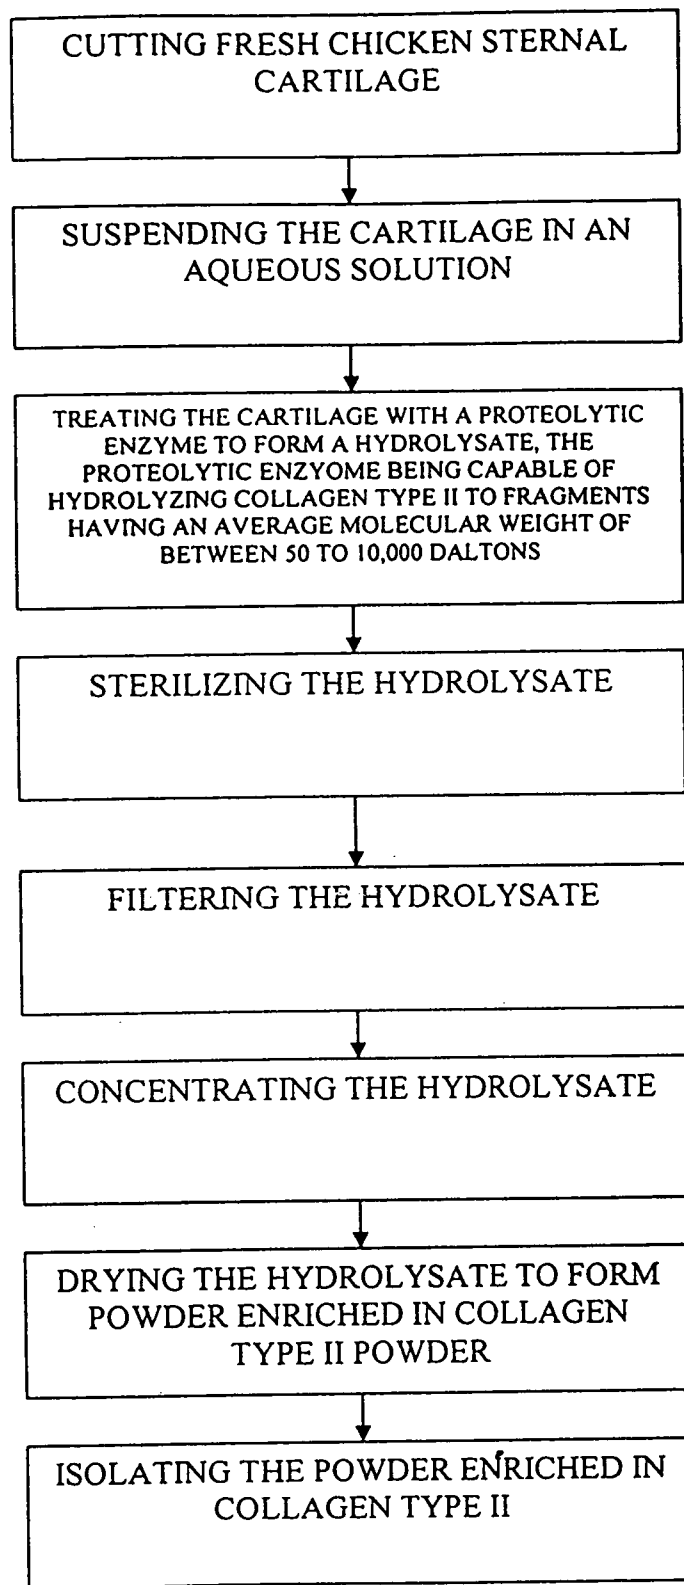 CUTTING FRESH CHICKEN STERNAL
CARTILAGE
SUSPENDING THE CARTILAGE IN AN
AQUEOUS SOLUTION
TREATING THE CARTILAGE WITH A PROTEOLYTIC
ENZYME TO FORM A HYDROLYSATE, THE
PROTEOLYTIC ENZYOME BEING CAPABLE OF
HYDROLYZING COLLAGEN TYPE II TO FRAGMENTS
HAVING AN AVERAGE MOLECULAR WEIGHT OF
BETWEEN 50 TO 10,000 DALTONS
STERILIZING THE HYDROLYSATE
FILTERING THE HYDROLYSATE
CONCENTRATING THE HYDROLYSATE
DRYING THE HYDROLYSATE TO FORM
POWDER ENRICHED IN COLLAGEN
TYPE II POWDER
ISOLATING THE POWDER ENRICHED IN
COLLAGEN TYPE II